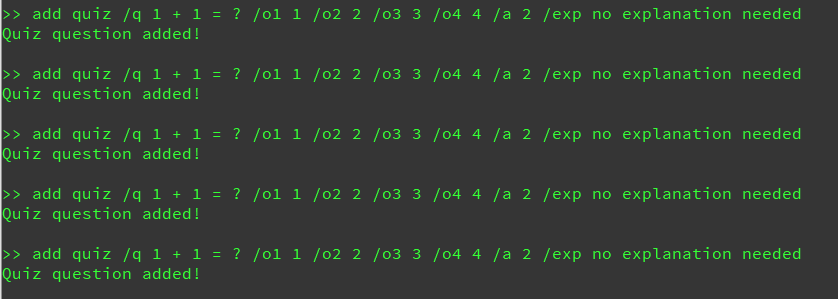 >> add quiz /q 1 + 1 = ? /o1 1 /o2 2 /o3 3 /o4 4 /a 2 /exp no explanation needed
Quiz question added!
>> add quiz /q 1 + 1 = ? /o1 1 /o2 2 /o3 3 /o4 4 /a 2 /exp no explanation needed
Quiz question added!
>> add quiz /q 1 + 1 = ? /o1 1 /o2 2 /o3 3 /o4 4 /a 2 /exp no explanation needed
Quiz question added!
>> add quiz /q 1 + 1 = ? /o1 1 /o2 2 /o3 3 /o4 4 /a 2 /exp no explanation needed
Quiz question added!
>> add quiz /q 1 + 1 = ? /o1 1 /o2 2 /o3 3 /o4 4 /a 2 /exp no explanation needed
Quiz question added!